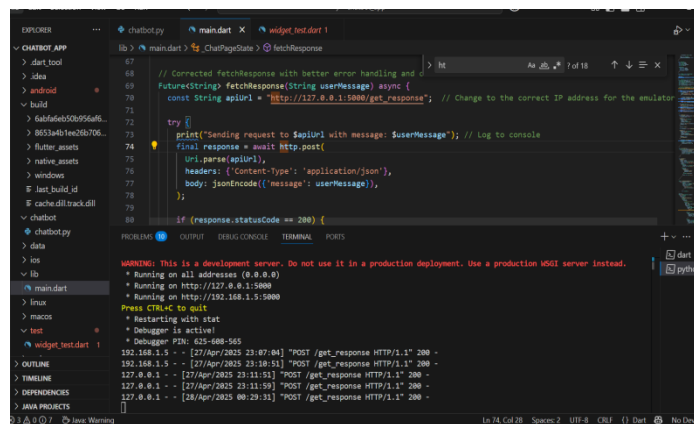 EXPLORER
CHATBOT_APP
.dart_tool
.idea
android
build
6abfa6eb50b956af6...
8653a4b1ee26b706...
flutter_assets
native_assets
windows
.last_build_id
cache.dill.track.dill
chatbot
chatbot.py
data
ios
lib
main.dart
linux
macos
test
widget_test.dart 1
OUTLINE
TIMELINE
DEPENDENCIES
JAVA PROJECTS
chatbot.py
main.dart X
widget_test.dart 1
lib > main.dart > _ChatPageState > fetchResponse
ht
? of 18
67
68 // Corrected fetchResponse with better error handling and
69 Future<String> fetchResponse(String userMessage) async {
70 const String apiUrl = "http://127.0.0.1:5000/get_response"; // Change to the correct IP address for the emulator
71
72 try {
73 print("Sending request to $apiUrl with message: $userMessage"); // Log to console
74 final response = await http.post(
75 Uri.parse(apiUrl),
76 headers: {'Content-Type': 'application/json'},
77 body: jsonEncode({'message': userMessage}),
78 );
79
80 if (response.statusCode == 200) {
PROBLEMS 10 OUTPUT DEBUG CONSOLE TERMINAL PORTS
WARNING: This is a development server. Do not use it in a production deployment. Use a production WSGI server instead.
* Running on all addresses (0.0.0.0)
* Running on http://127.0.0.1:5000
* Running on http://192.168.1.5:5000
Press CTRL+C to quit
* Restarting with stat
* Debugger is active!
* Debugger PIN: 625-608-565
192.168.1.5 - - [27/Apr/2025 23:07:04] "POST /get_response HTTP/1.1" 200 -
192.168.1.5 - - [27/Apr/2025 23:10:51] "POST /get_response HTTP/1.1" 200 -
127.0.0.1 - - [27/Apr/2025 23:11:51] "POST /get_response HTTP/1.1" 200 -
127.0.0.1 - - [27/Apr/2025 23:11:59] "POST /get_response HTTP/1.1" 200 -
127.0.0.1 - - [28/Apr/2025 00:29:31] "POST /get_response HTTP/1.1" 200 -
dart
pytho
3 0 7 Java: Warning
Ln 74, Col 28 Spaces: 2 UTF-8 CRLF {} Dart No Dev